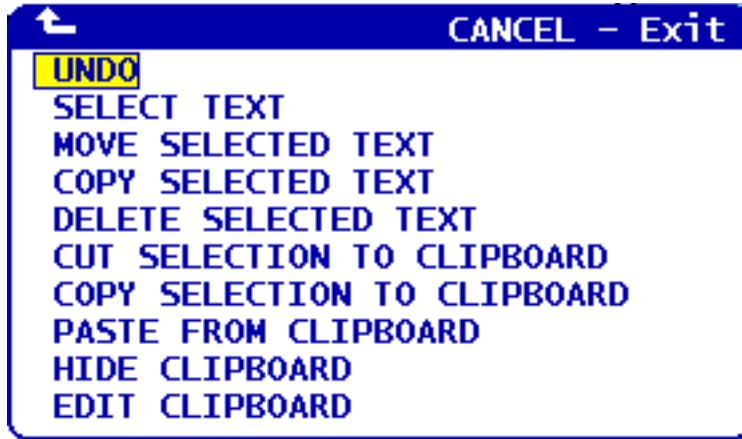 CANCEL - Exit
UNDO
SELECT TEXT
MOVE SELECTED TEXT
COPY SELECTED TEXT
DELETE SELECTED TEXT
CUT SELECTION TO CLIPBOARD
COPY SELECTION TO CLIPBOARD
PASTE FROM CLIPBOARD
HIDE CLIPBOARD
EDIT CLIPBOARD